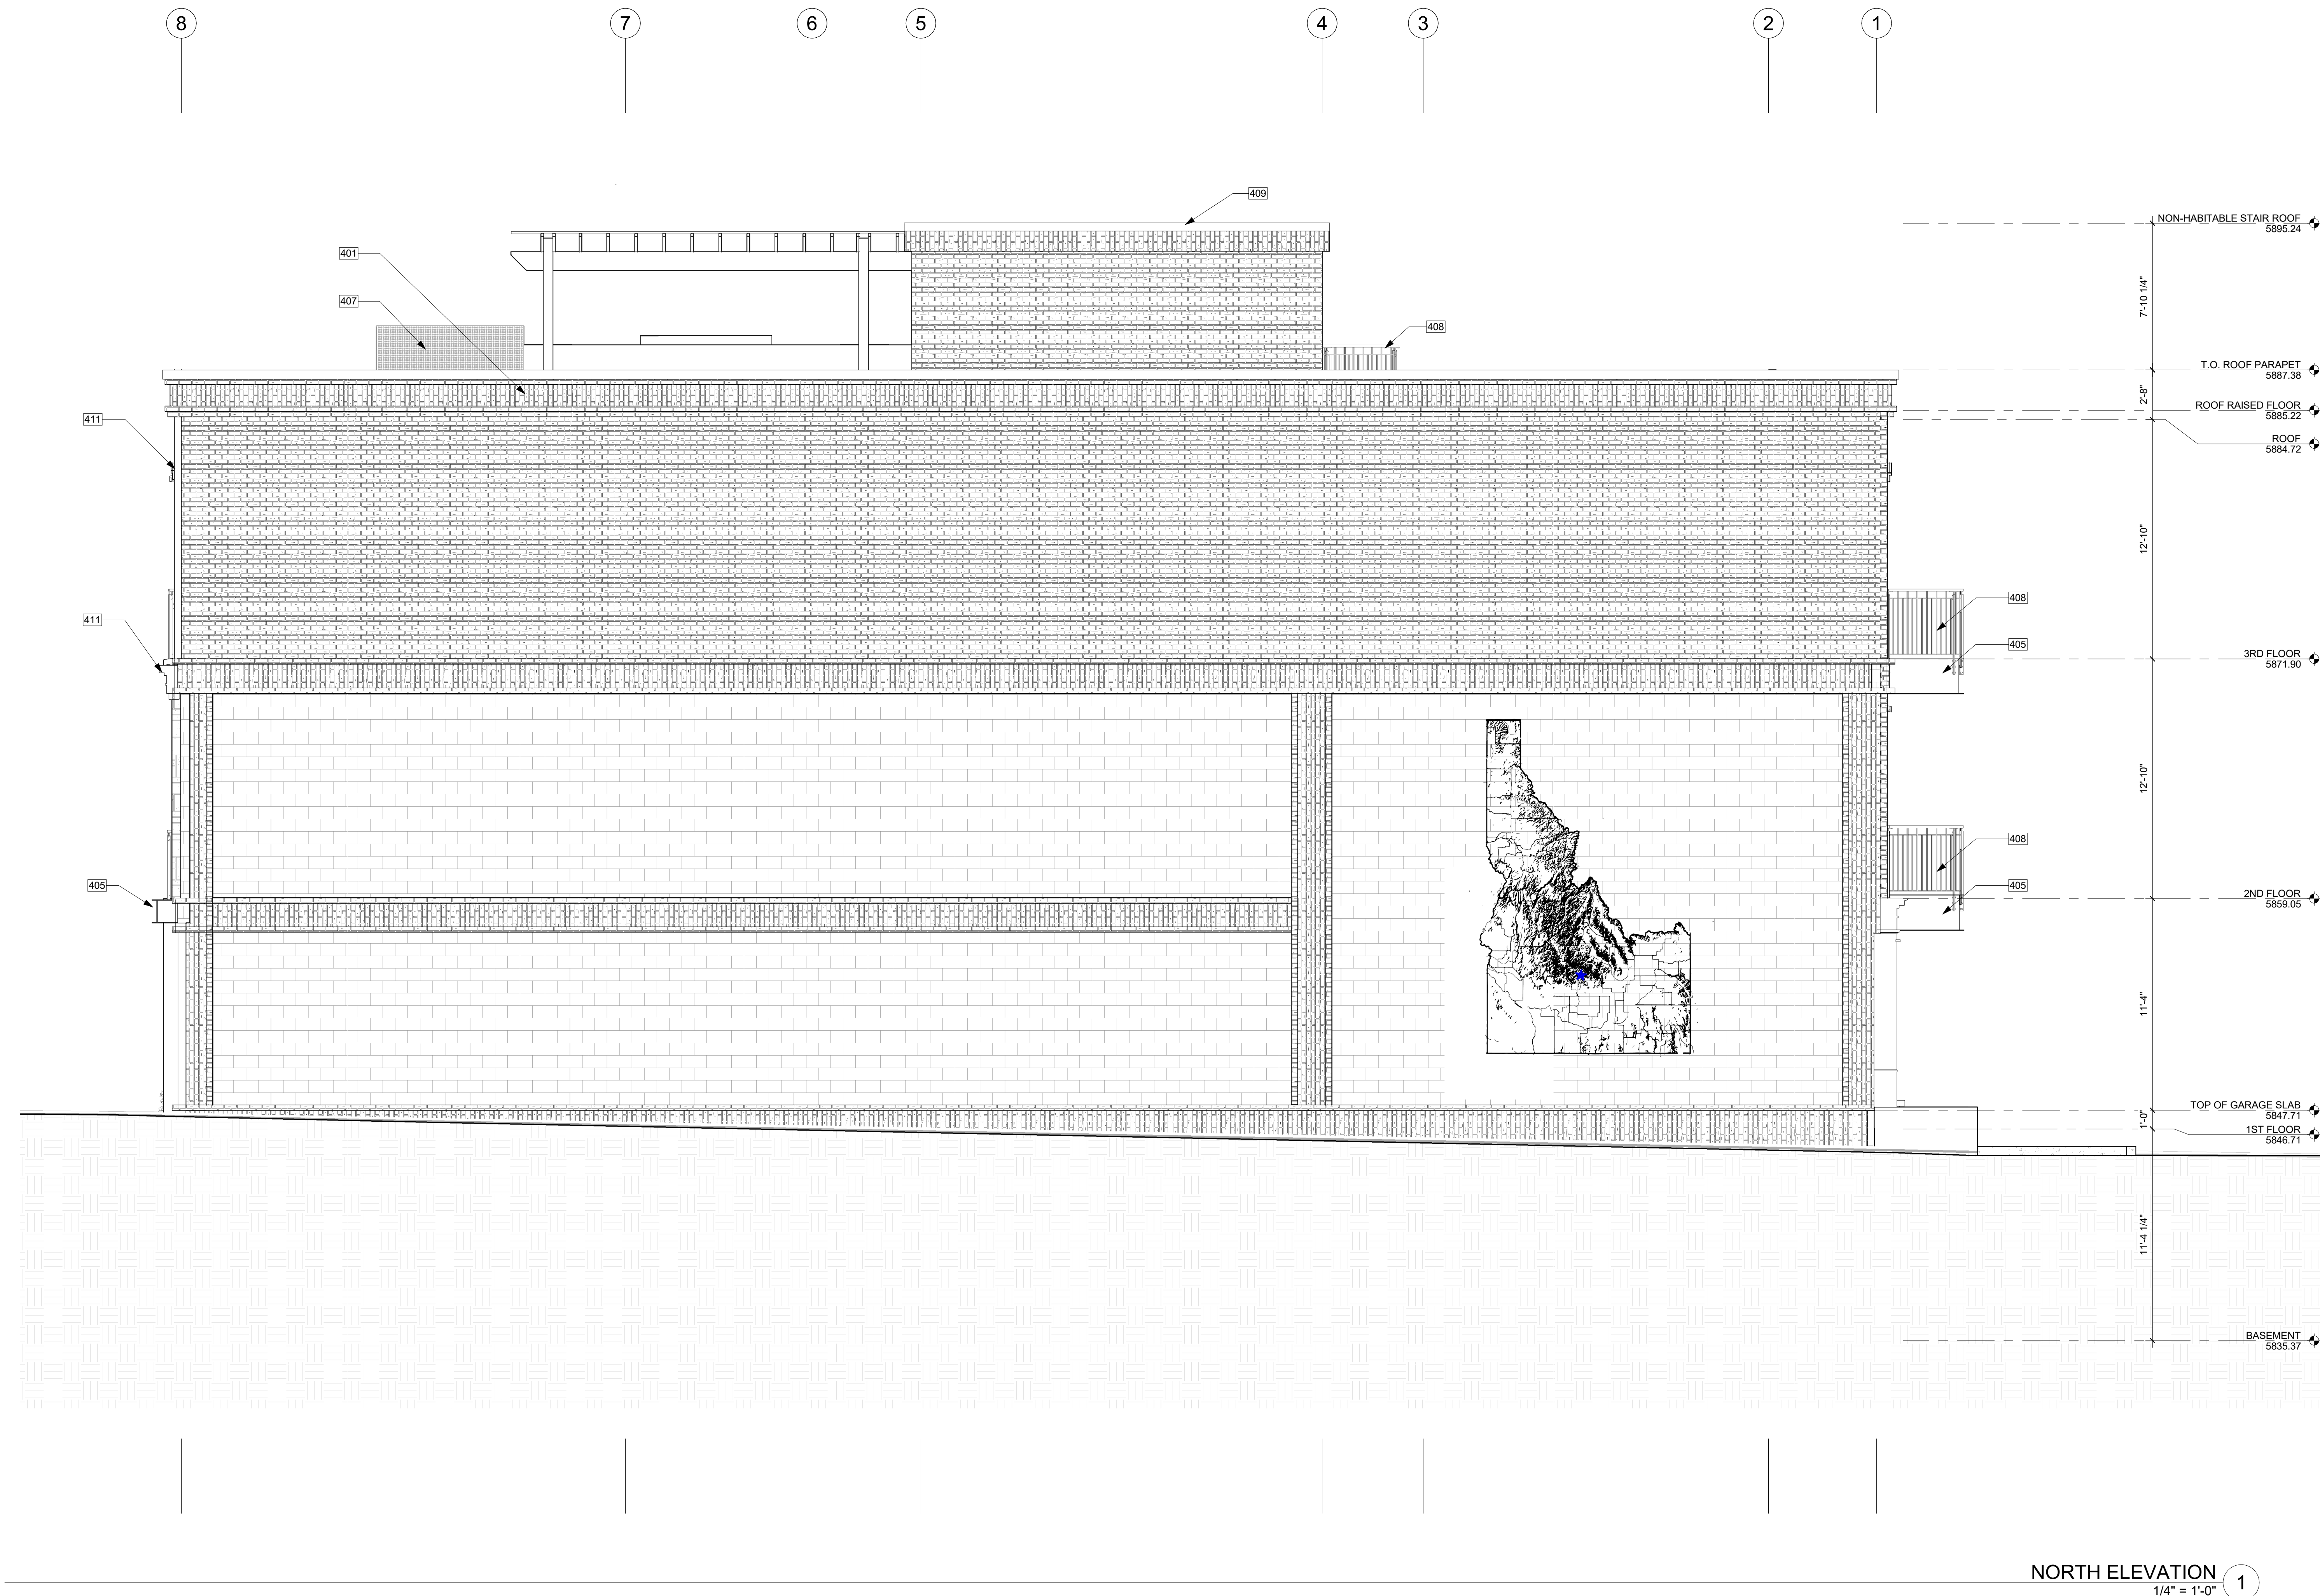 8 7 6 5 4 3 2 1
409
NON-HABITABLE STAIR ROOF
5895.24
401
7'-10 1/4"
407
408
T.O. ROOF PARAPET
5887.38
2'-8"
ROOF RAISED FLOOR
5885.22
411
ROOF
5884.72
12'-10"
408
411
405
3RD FLOOR
5871.90
12'-10"
408
405
405
2ND FLOOR
5859.05
11'-4"
TOP OF GARAGE SLAB
5847.71
1'-0"
1ST FLOOR
5846.71
11'-4 1/4"
BASEMENT
5835.37
NORTH ELEVATION 1
1/4" = 1'-0"